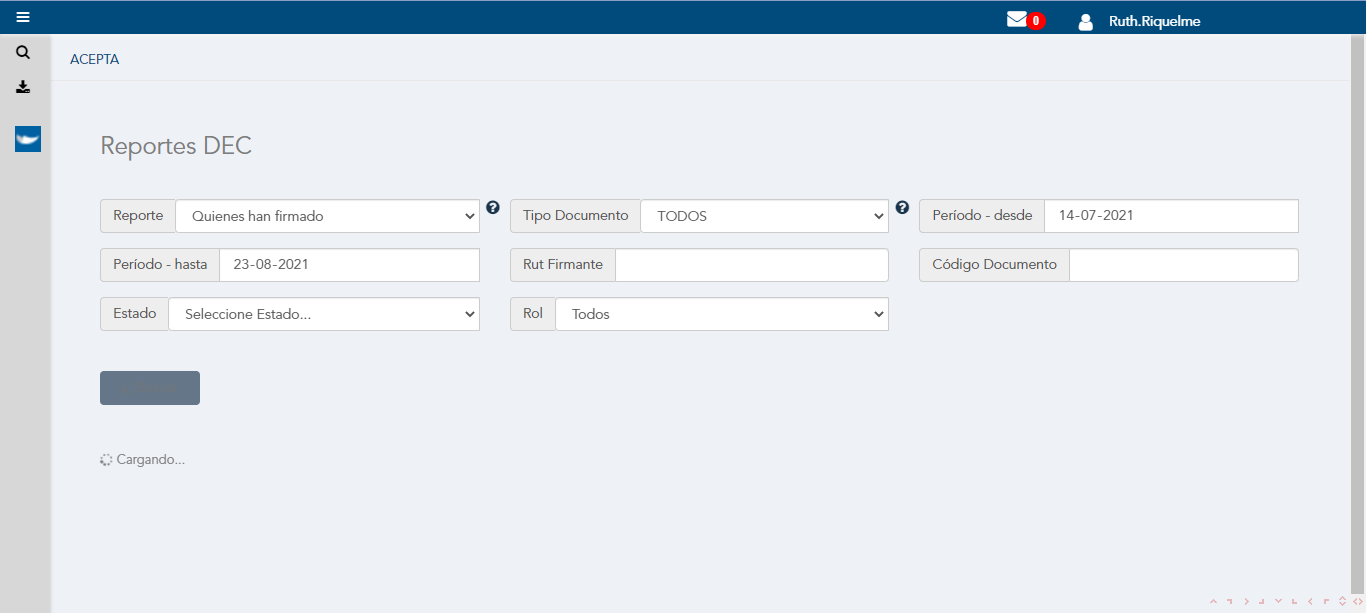 0 Ruth.Riquelme
ACEPTA
Reportes DEC
Reporte Quienes han firmado Tipo Documento TODOS Período - desde 14-07-2021
Período - hasta 23-08-2021 Rut Firmante Código Documento
Estado Seleccione Estado... Rol Todos
Cargando...